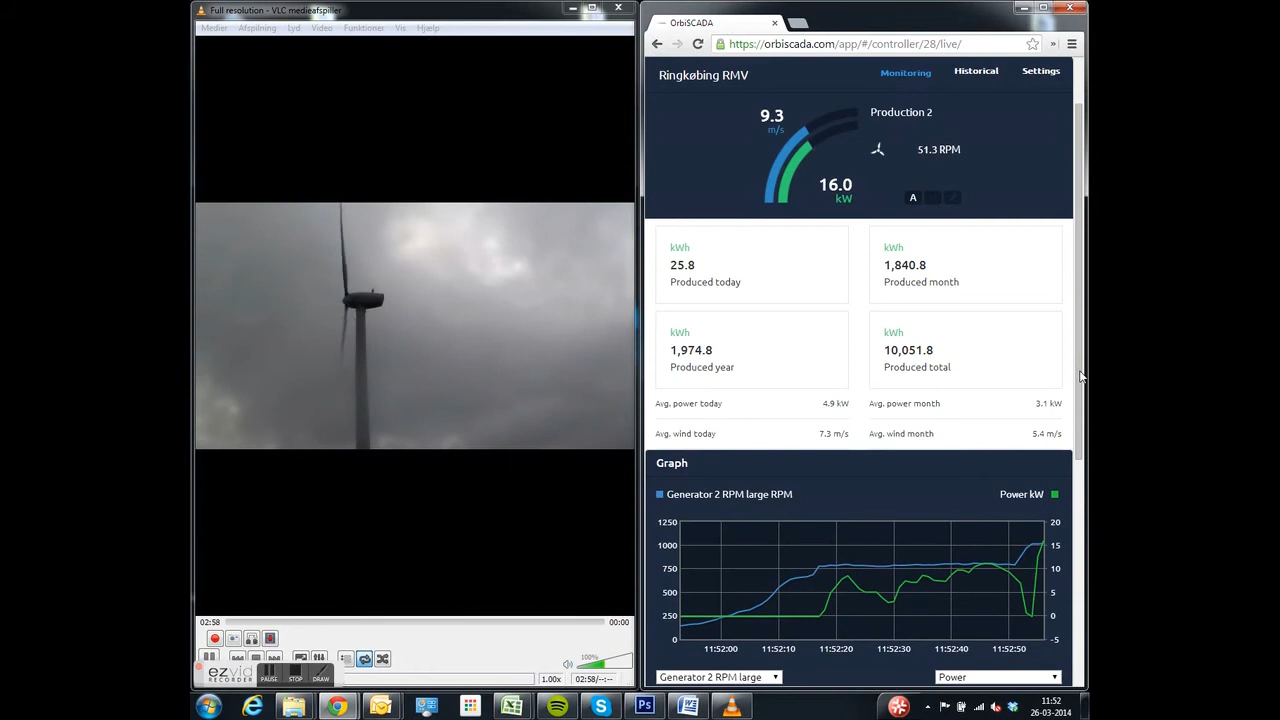 Full resolution - VLC medieafspiller
Medier Afspilning Lyd Video Funktioner Vis Hjælp
02:58 00:00
100%
ezvid
RECORDER
PAUSE STOP DRAW
1.00x 02:58/--:--
OrbiSCADA
https://orbiscada.com/app/#/controller/28/live/
Ringkøbing RMV Monitoring Historical Settings
9.3
m/s
Production 2
51.3 RPM
16.0
kW
A
kWh
25.8
Produced today
kWh
1,840.8
Produced month
kWh
1,974.8
Produced year
kWh
10,051.8
Produced total
Avg. power today 4.9 kW Avg. power month 3.1 kW
Avg. wind today 7.3 m/s Avg. wind month 5.4 m/s
Graph
Generator 2 RPM large RPM Power kW
1250 20
1000 15
750 10
500 5
250 0
0 -5
11:52:00 11:52:10 11:52:20 11:52:30 11:52:40 11:52:50
Generator 2 RPM large Power
Ps
11:52
26-03-2014